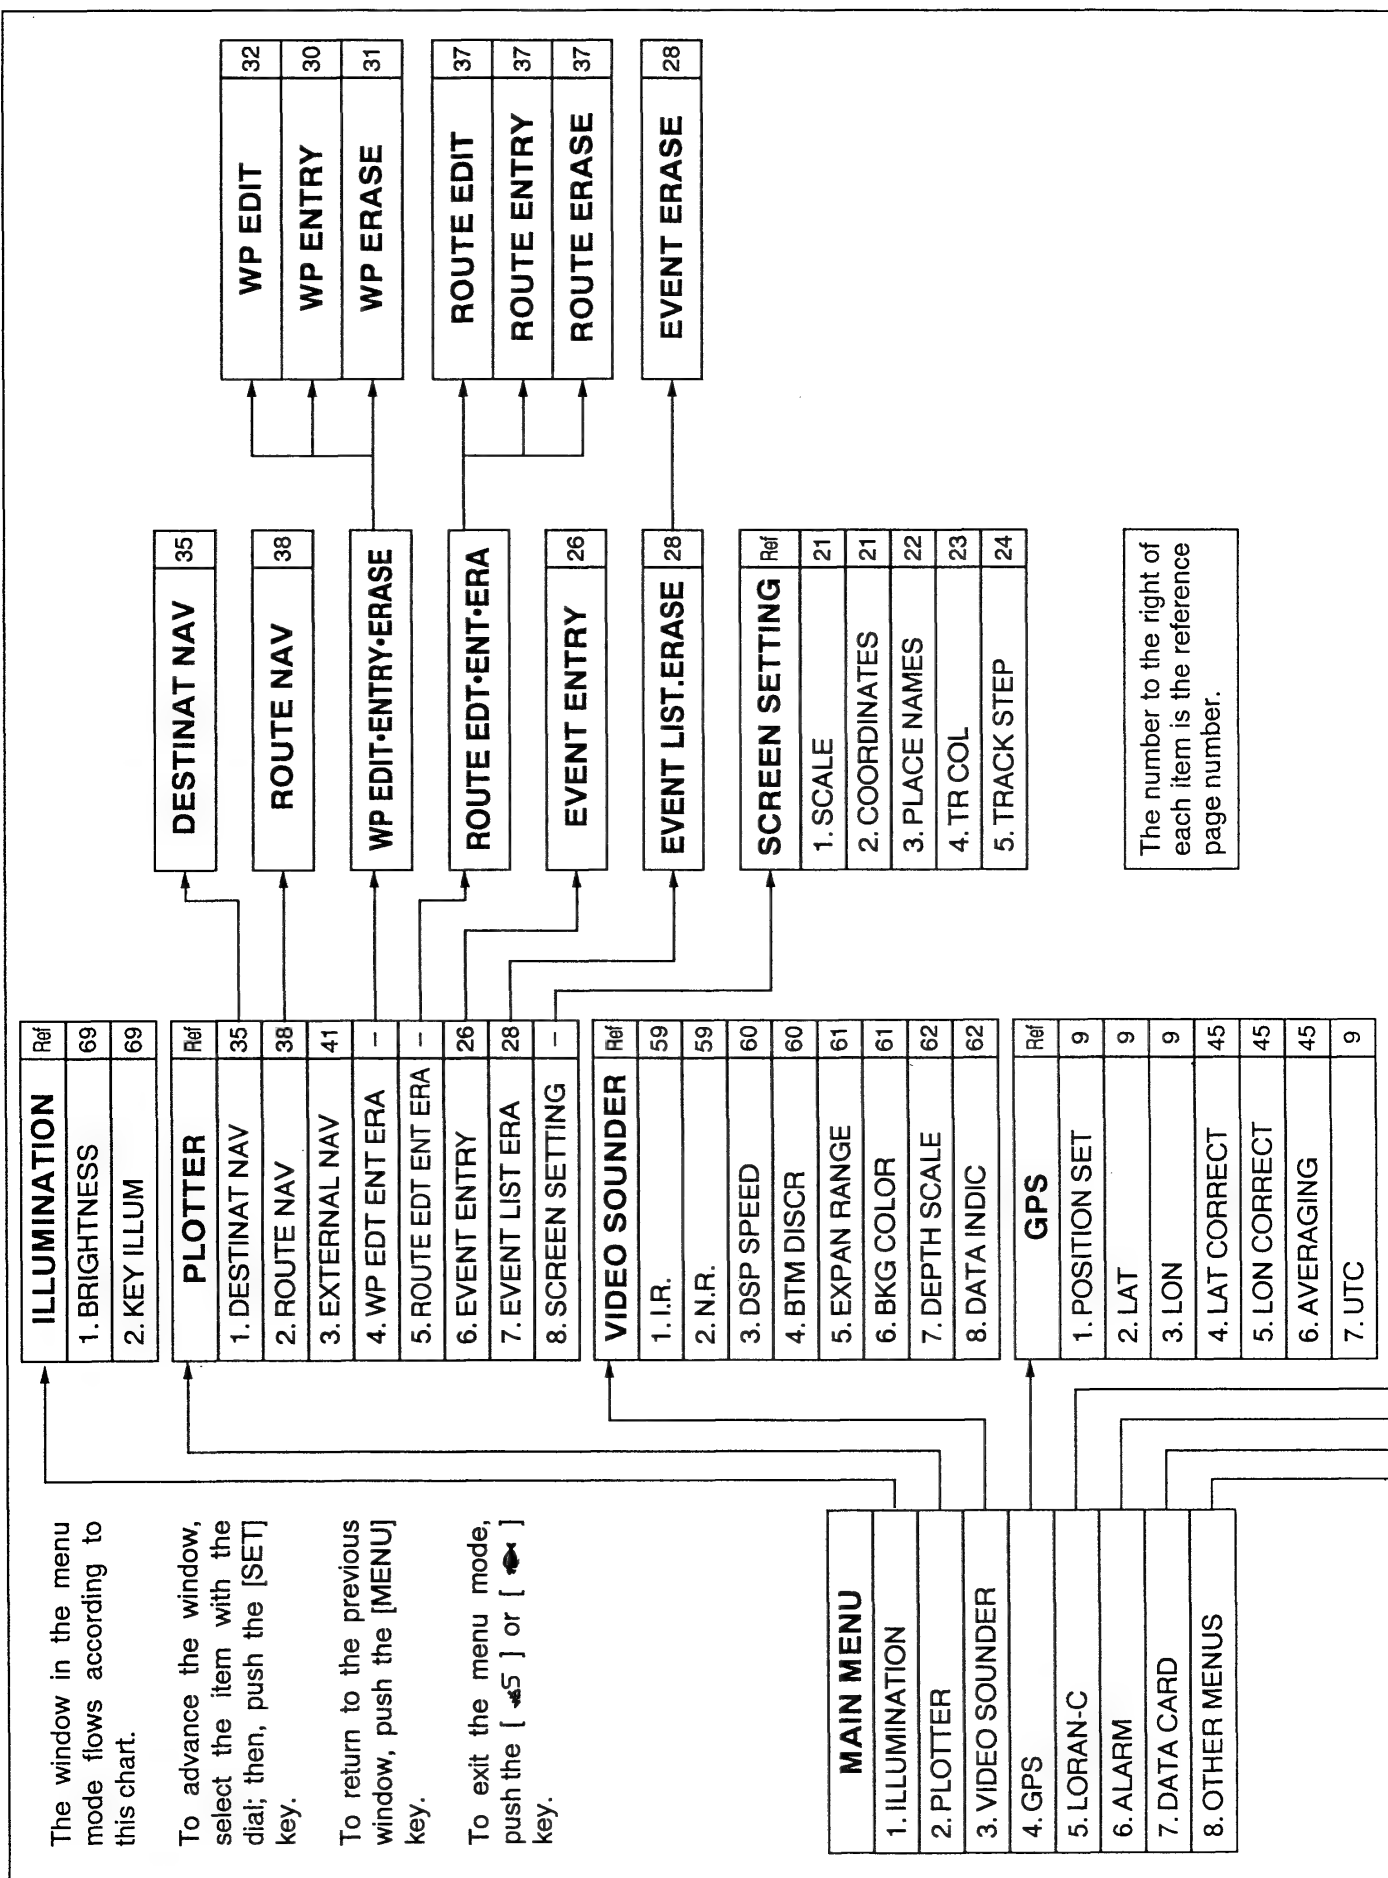 The window in the menu
mode flows according to
this chart.
To advance the window,
select the item with the
dial; then, push the [SET]
key.
To return to the previous
window, push the [MENU]
key.
To exit the menu mode,
push the [ ] or [ ]
key.
MAIN MENU
1. ILLUMINATION
2. PLOTTER
3. VIDEO SOUNDER
4. GPS
5. LORAN-C
6. ALARM
7. DATA CARD
8. OTHER MENUS
ILLUMINATION Ref
1. BRIGHTNESS 69
2. KEY ILLUM 69
PLOTTER Ref
1. DESTINAT NAV 35
2. ROUTE NAV 38
3. EXTERNAL NAV 41
4. WP EDT ENT ERA –
5. ROUTE EDT ENT ERA –
6. EVENT ENTRY 26
7. EVENT LIST ERA 28
8. SCREEN SETTING –
VIDEO SOUNDER Ref
1. I.R. 59
2. N.R. 59
3. DSP SPEED 60
4. BTM DISCR 60
5. EXPAN RANGE 61
6. BKG COLOR 61
7. DEPTH SCALE 62
8. DATA INDIC 62
GPS Ref
1. POSITION SET 9
2. LAT 9
3. LON 9
4. LAT CORRECT 45
5. LON CORRECT 45
6. AVERAGING 45
7. UTC 9
DESTINAT NAV 35
ROUTE NAV 38
WP EDIT•ENTRY•ERASE
ROUTE EDT•ENT•ERA
EVENT ENTRY 26
EVENT LIST.ERASE 28
SCREEN SETTING Ref
1. SCALE 21
2. COORDINATES 21
3. PLACE NAMES 22
4. TR COL 23
5. TRACK STEP 24
The number to the right of
each item is the reference
page number.
WP EDIT 32
WP ENTRY 30
WP ERASE 31
ROUTE EDIT 37
ROUTE ENTRY 37
ROUTE ERASE 37
EVENT ERASE 28